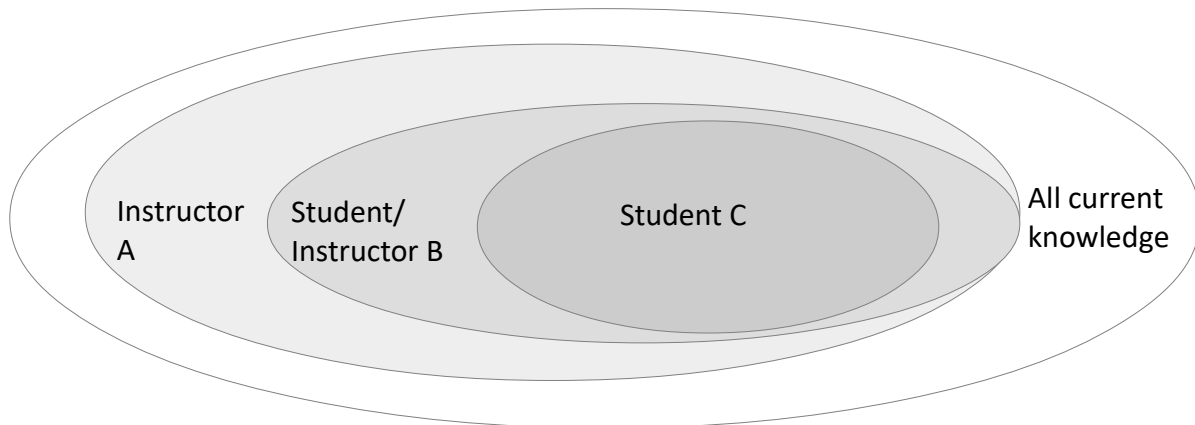 Instructor
A
Student/
Instructor B
Student C
All current
knowledge